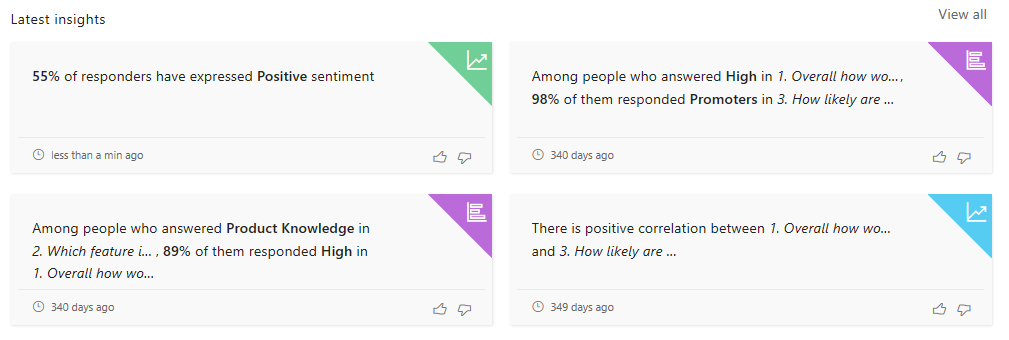 Latest insights
View all
55% of responders have expressed Positive sentiment
less than a min ago
Among people who answered High in 1. Overall how wo... ,
98% of them responded Promoters in 3. How likely are ...
340 days ago
Among people who answered Product Knowledge in
2. Which feature i... , 89% of them responded High in
1. Overall how wo...
340 days ago
There is positive correlation between 1. Overall how wo...
and 3. How likely are ...
349 days ago